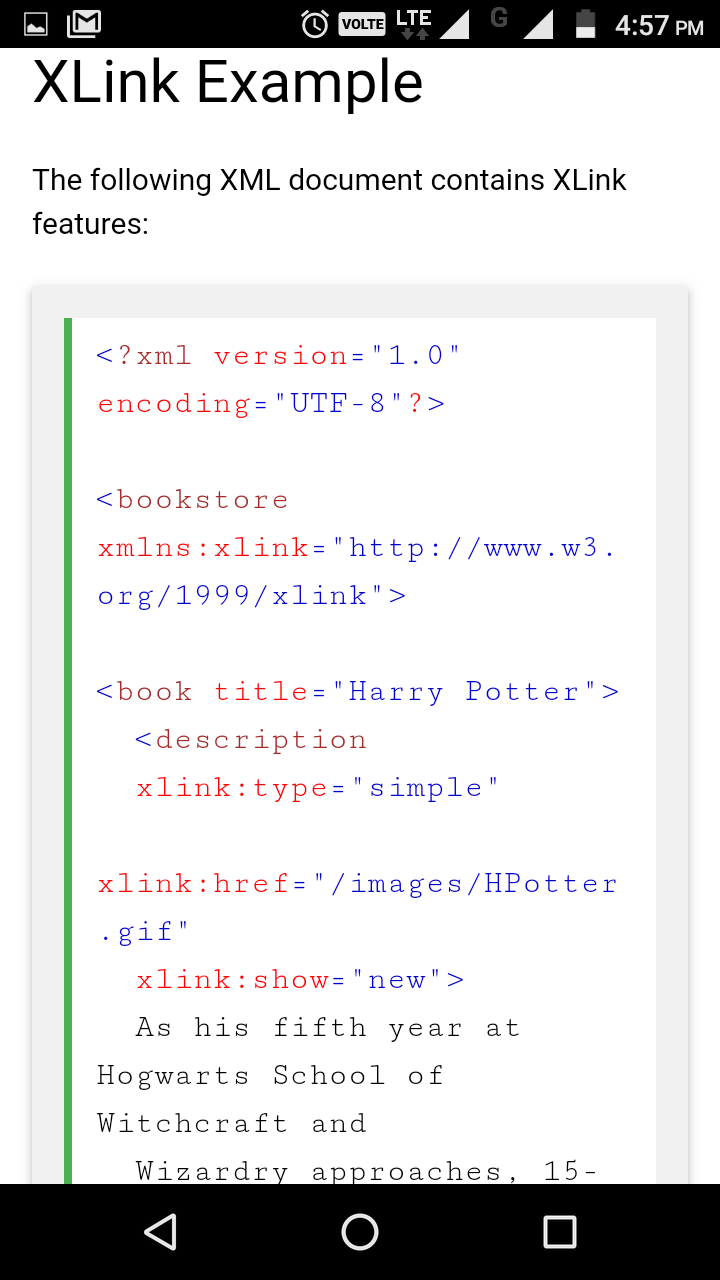 VOLTE LTE G 4:57 PM
XLink Example
The following XML document contains XLink
features:
<?xml version="1.0"
encoding="UTF-8"?>
<bookstore
xmlns:xlink="http://www.w3.
org/1999/xlink">
<book title="Harry Potter">
<description
xlink:type="simple"
xlink:href="/images/HPotter
.gif"
xlink:show="new">
As his fifth year at
Hogwarts School of
Witchcraft and
Wizardry approaches, 15-